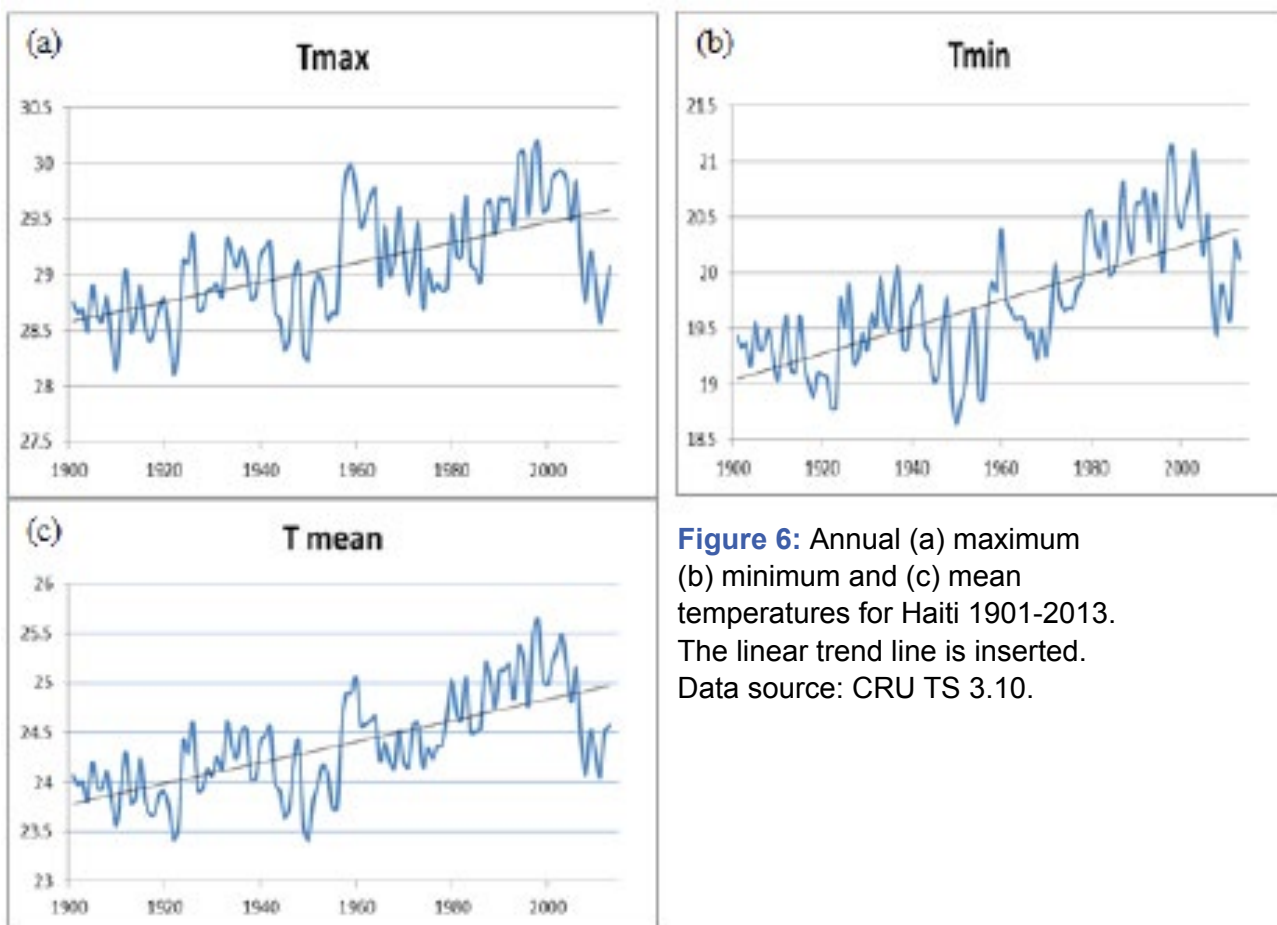 (a)
Tmax
30.5
30
29.5
29
28.5
28
27.5
1900 1920 1940 1960 1980 2000
(b)
Tmin
21.5
21
20.5
20
19.5
19
18.5
1900 1920 1940 1960 1980 2000
(c)
T mean
26
25.5
25
24.5
24
23.5
23
1900 1920 1940 1960 1980 2000
Figure 6: Annual (a) maximum
(b) minimum and (c) mean
temperatures for Haiti 1901-2013.
The linear trend line is inserted.
Data source: CRU TS 3.10.